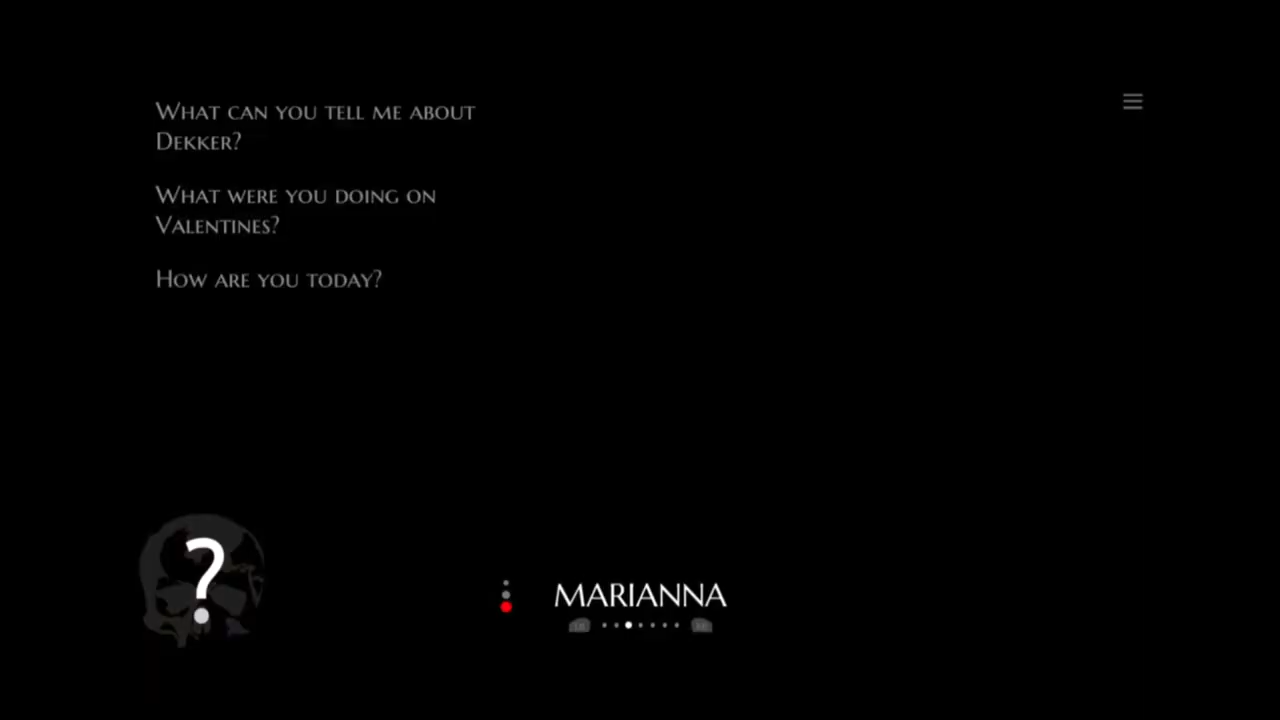 What can you tell me about
Dekker?
What were you doing on
Valentines?
How are you today?
?
MARIANNA